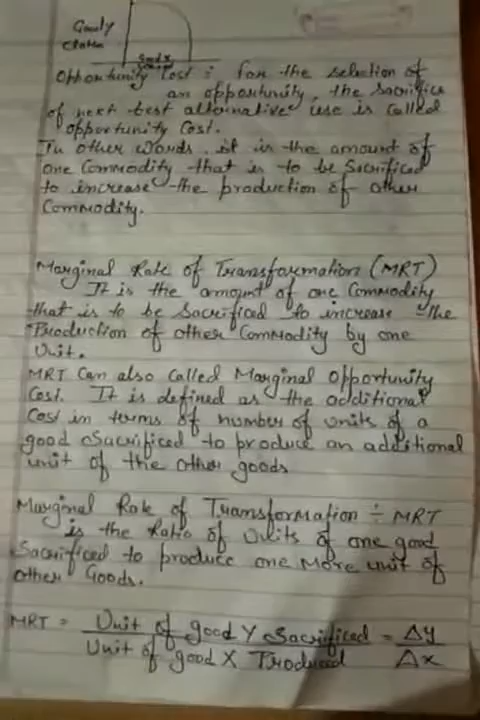 Good y
Good x
Opportunity Cost : for the selection of
an opportunity, the sacrifice
of next best alternative use is called
opportunity cost.
In other words, it is the amount of
one Commodity that is to be Sacrificed
to increase the production of other
Commodity.
Marginal Rate of Transformation (MRT)
It is the amount of one Commodity
that is to be Sacrificed to increase the
Production of other Commodity by one
Unit.
MRT Can also called Marginal opportunity
Cost. It is defined as the additional
Cost in terms of number of units of a
good Sacrificed to produce an additional
unit of the other goods
Marginal Rate of Transformation ÷ MRT
is the Ratio of Units of one good
Sacrificed to produce one more unit of
other Goods.
MRT = Unit of good Y Sacrificed = Δy
Unit of good X Produced Δx